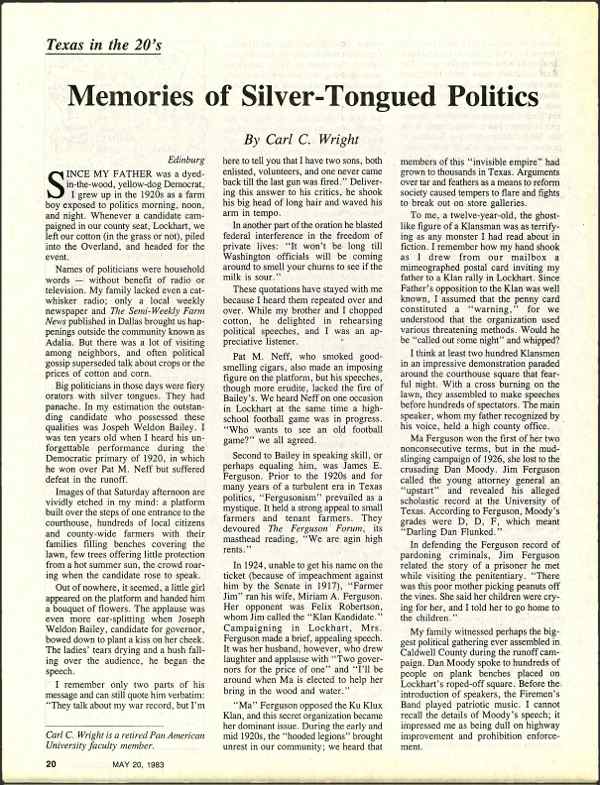 Texas in the 20's
Memories of Silver-Tongued Politics
By Carl C. Wright
Edinburg
SINCE MY FATHER was a dyed-
in-the-wood, yellow-dog Democrat,
I grew up in the 1920s as a farm
boy exposed to politics morning, noon,
and night. Whenever a candidate cam-
paigned in our county seat, Lockhart, we
left our cotton (in the grass or not), piled
into the Overland, and headed for the
event.
Names of politicians were household
words — without benefit of radio or
television. My family lacked even a cat-
whisker radio; only a local weekly
newspaper and The Semi-Weekly Farm
News published in Dallas brought us hap-
penings outside the community known as
Adalia. But there was a lot of visiting
among neighbors, and often political
gossip superseded talk about crops or the
prices of cotton and corn.
Big politicians in those days were fiery
orators with silver tongues. They had
panache. In my estimation the outstan-
ding candidate who possessed these
qualities was Jospeh Weldon Bailey. I
was ten years old when I heard his un-
forgettable performance during the
Democratic primary of 1920, in which
he won over Pat M. Neff but suffered
defeat in the runoff.
Images of that Saturday afternoon are
vividly etched in my mind: a platform
built over the steps of one entrance to the
courthouse, hundreds of local citizens
and county-wide farmers with their
families filling benches covering the
lawn, few trees offering little protection
from a hot summer sun, the crowd roar-
ing when the candidate rose to speak.
Out of nowhere, it seemed, a little girl
appeared on the platform and handed him
a bouquet of flowers. The applause was
even more ear-splitting when Joseph
Weldon Bailey, candidate for governor,
bowed down to plant a kiss on her cheek.
The ladies' tears drying and a hush fall-
ing over the audience, he began the
speech.
I remember only two parts of his
message and can still quote him verbatim:
"They talk about my war record, but I'm
Carl C. Wright is a retired Pan American
University faculty member.
here to tell you that I have two sons, both
enlisted, volunteers, and one never came
back till the last gun was fired." Deliver-
ing this answer to his critics, he shook
his big head of long hair and waved his
arm in tempo.
In another part of the oration he blasted
federal interference in the freedom of
private lives: "It won't be long till
Washington officials will be coming
around to smell your churns to see if the
milk is sour."
These quotations have stayed with me
because I heard them repeated over and
over. While my brother and I chopped
cotton, he delighted in rehearsing
political speeches, and I was an ap-
preciative listener.
Pat M. Neff, who smoked good-
smelling cigars, also made an imposing
figure on the platform, but his speeches,
though more erudite, lacked the fire of
Bailey's. We heard Neff on one occasion
in Lockhart at the same time a high-
school football game was in progress.
"Who wants to see an old football
game?" we all agreed.
Second to Bailey in speaking skill, or
perhaps equaling him, was James E.
Ferguson. Prior to the 1920s and for
many years of a turbulent era in Texas
politics, "Fergusonism" prevailed as a
mystique. It held a strong appeal to small
farmers and tenant farmers. They
devoured The Ferguson Forum, its
masthead reading, "We are agin high
rents."
In 1924, unable to get his name on the
ticket (because of impeachment against
him by the Senate in 1917), "Farmer
Jim" ran his wife, Miriam A. Ferguson.
Her opponent was Felix Robertson,
whom Jim called the "Klan Kandidate."
Campaigning in Lockhart, Mrs.
Ferguson made a brief, appealing speech.
It was her husband, however, who drew
laughter and applause with "Two gover-
nors for the price of one" and "I'll be
around when Ma is elected to help her
bring in the wood and water."
"Ma" Ferguson opposed the Ku Klux
Klan, and this secret organization became
her dominant issue. During the early and
mid 1920s, the "hooded legions" brought
unrest in our community; we heard that
members of this "invisible empire" had
grown to thousands in Texas. Arguments
over tar and feathers as a means to reform
society caused tempers to flare and fights
to break out on store galleries.
To me, a twelve-year-old, the ghost-
like figure of a Klansman was as terrify-
ing as any monster I had read about in
fiction. I remember how my hand shook
as I drew from our mailbox a
mimeographed postal card inviting my
father to a Klan rally in Lockhart. Since
Father's opposition to the Klan was well
known, I assumed that the penny card
constituted a "warning," for we
understood that the organization used
various threatening methods. Would he
be "called out some night" and whipped?
I think at least two hundred Klansmen
in an impressive demonstration paraded
around the courthouse square that fear-
ful night. With a cross burning on the
lawn, they assembled to make speeches
before hundreds of spectators. The main
speaker, whom my father recognized by
his voice, held a high county office.
Ma Ferguson won the first of her two
nonconsecutive terms, but in the mud-
slinging campaign of 1926, she lost to the
crusading Dan Moody. Jim Ferguson
called the young attorney general an
"upstart" and revealed his alleged
scholastic record at the University of
Texas. According to Ferguson, Moody's
grades were D, D, F, which meant
"Darling Dan Flunked."
In defending the Ferguson record of
pardoning criminals, Jim Ferguson
related the story of a prisoner he met
while visiting the penitentiary. "There
was this poor mother picking peanuts off
the vines. She said her children were cry-
ing for her, and I told her to go home to
the children."
My family witnessed perhaps the big-
gest political gathering ever assembled in
Caldwell County during the runoff cam-
paign. Dan Moody spoke to hundreds of
people on plank benches placed on
Lockhart's roped-off square. Before the
introduction of speakers, the Firemen's
Band played patriotic music. I cannot
recall the details of Moody's speech; it
impressed me as being dull on highway
improvement and prohibition enforce-
ment.
20 MAY 20, 1983